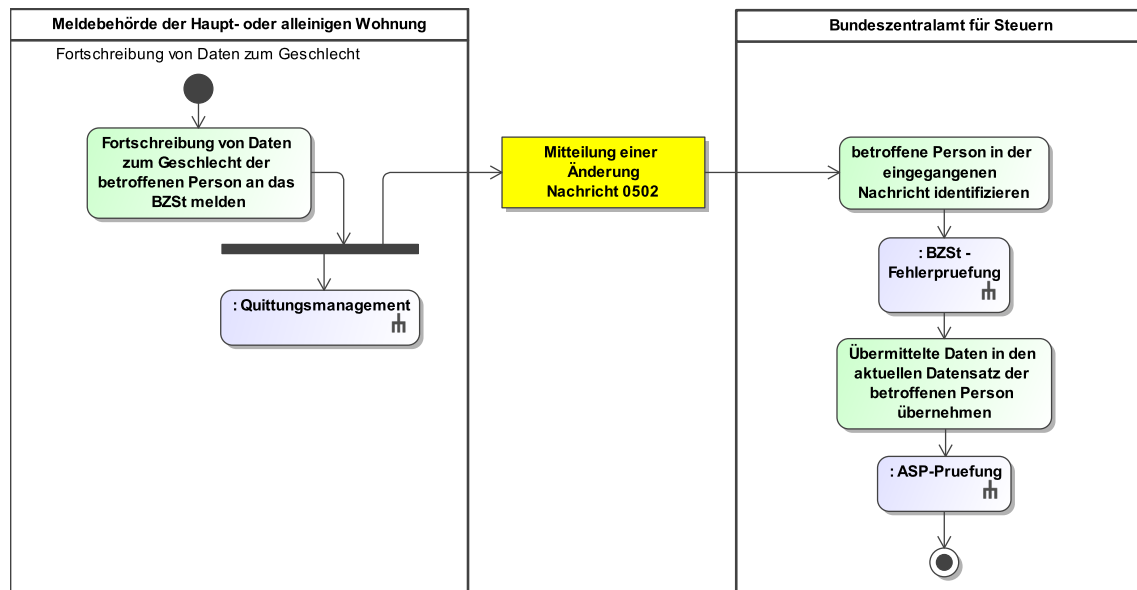 Meldebehörde der Haupt- oder alleinigen Wohnung
Fortschreibung von Daten zum Geschlecht
Fortschreibung von Daten
zum Geschlecht der
betroffenen Person an das
BZSt melden
: Quittungsmanagement
Mitteilung einer
Änderung
Nachricht 0502
Bundeszentralamt für Steuern
betroffene Person in der
eingegangenen
Nachricht identifizieren
: BZSt -
Fehlerpruefung
Übermittelte Daten in den
aktuellen Datensatz der
betroffenen Person
übernehmen
: ASP-Pruefung